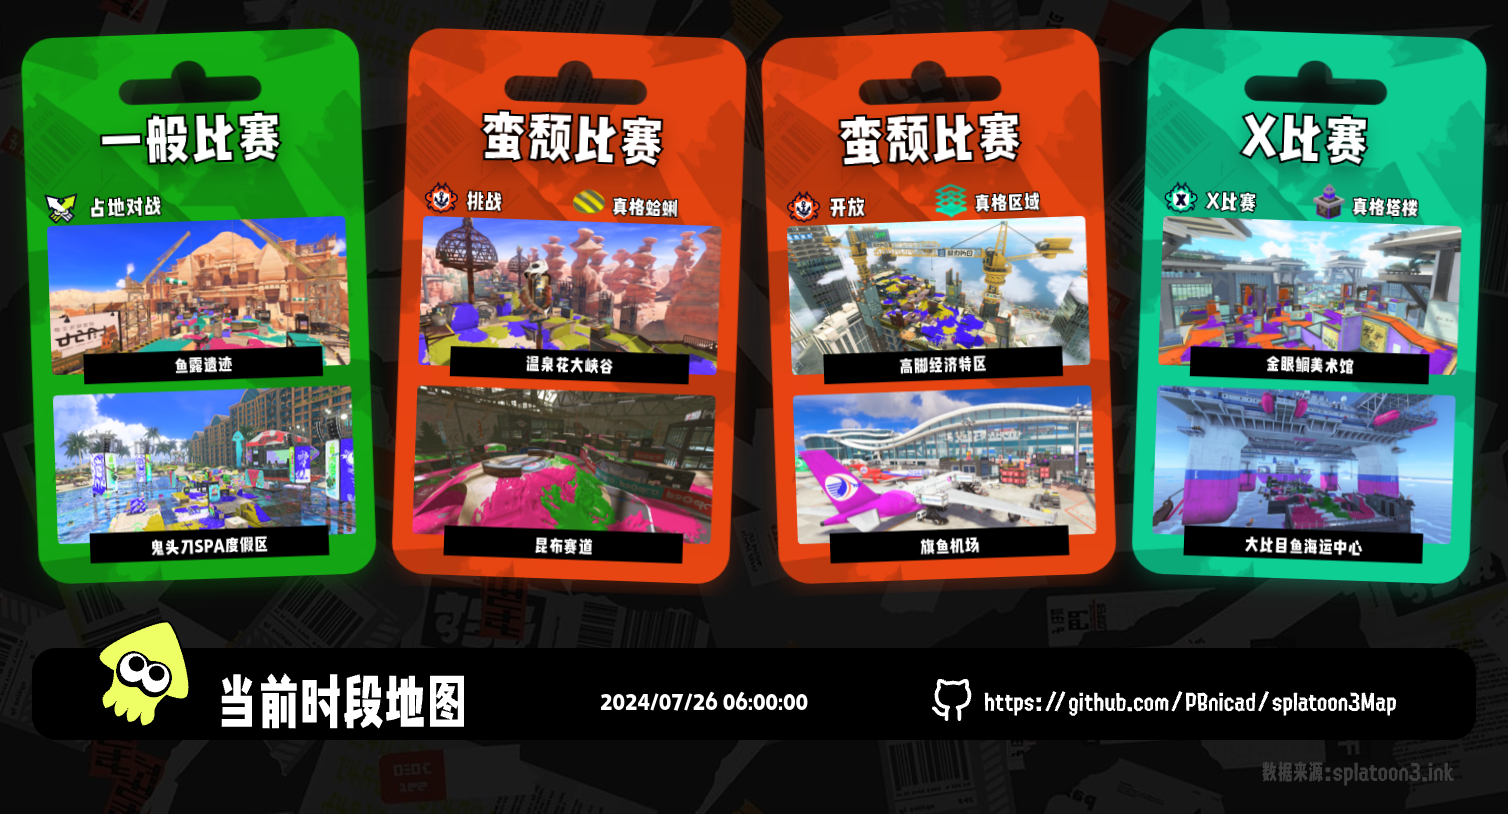 一般比赛
占地对战
鱼露遗迹
鬼头刀SPA度假区
蛮颓比赛
挑战
真格蛤蜊
温泉花大峡谷
昆布赛道
蛮颓比赛
开放
真格区域
高脚经济特区
旗鱼机场
X比赛
X比赛
真格塔楼
金眼鲷美术馆
大比目鱼海运中心
当前时段地图
2024/07/26 06:00:00
https://github.com/PBnicad/splatoon3Map
数据来源:splatoon3.ink